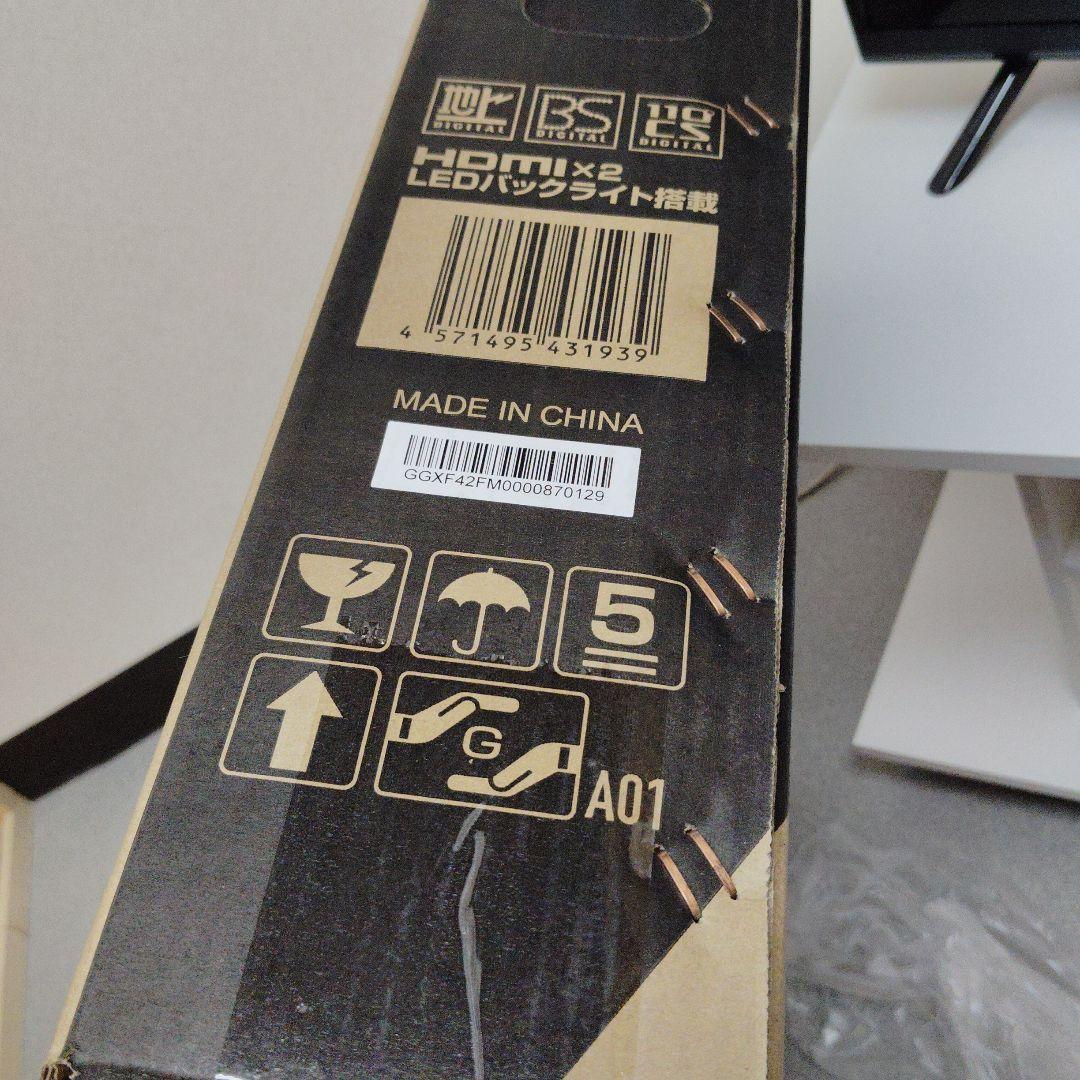 地上 BS 110°CS
DIGITAL DIGITAL DIGITAL
HDMI×2
LEDバックライト搭載
4 571495 431939
MADE IN CHINA
GGXF42FM0000870129
5
G
A01